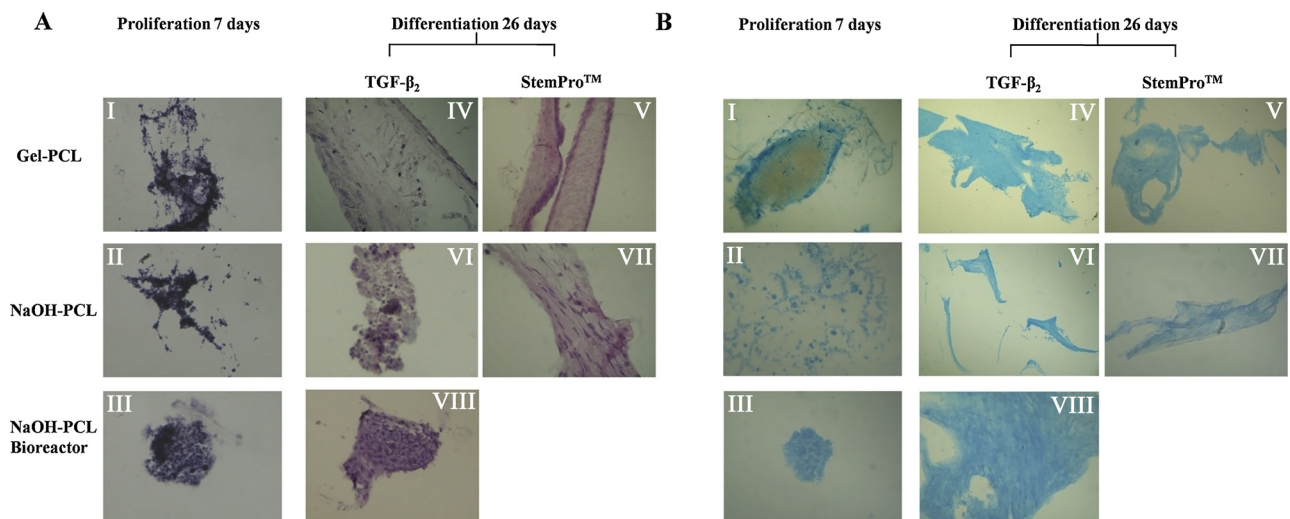 A
Proliferation 7 days
Differentiation 26 days
TGF-β₂
StemPro™
Gel-PCL
I
IV
V
NaOH-PCL
II
VI
VII
NaOH-PCL
Bioreactor
III
VIII
B
Proliferation 7 days
Differentiation 26 days
TGF-β₂
StemPro™
I
IV
V
II
VI
VII
III
VIII